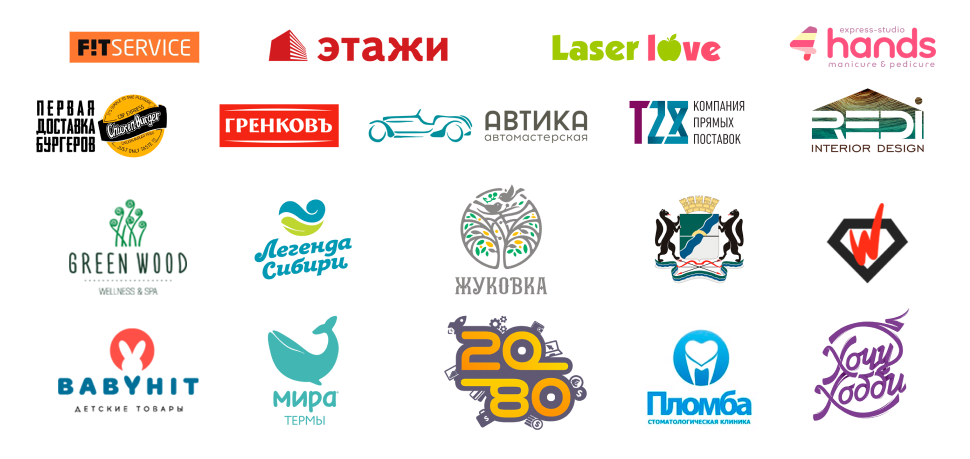 F!TSERVICE
этажи
Laser love
express-studio
hands
manicure & pedicure
ПЕРВАЯ
ДОСТАВКА
БУРГЕРОВ
Chicken Burger
ГРЕНКОВЪ
АВТИКА
автомастерская
T28
КОМПАНИЯ
ПРЯМЫХ
ПОСТАВОК
REDI
INTERIOR DESIGN
GREEN WOOD
WELLNESS & SPA
Легенда
Сибири
ЖУКОВКА
W
BABYHIT
ДЕТСКИЕ ТОВАРЫ
мира
ТЕРМЫ
20
80
Пломба
СТОМАТОЛОГИЧЕСКАЯ КЛИНИКА
Хочу
Хобби